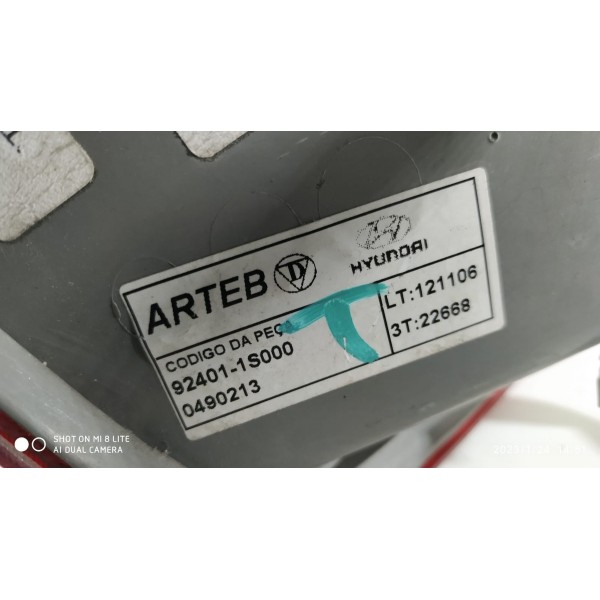 ARTEB
HYUNDAI
CODIGO DA PEÇ
92401-1S000
0490213
LT:121106
3T:22668
T
SHOT ON MI 8 LITE
AI DUAL CAMERA